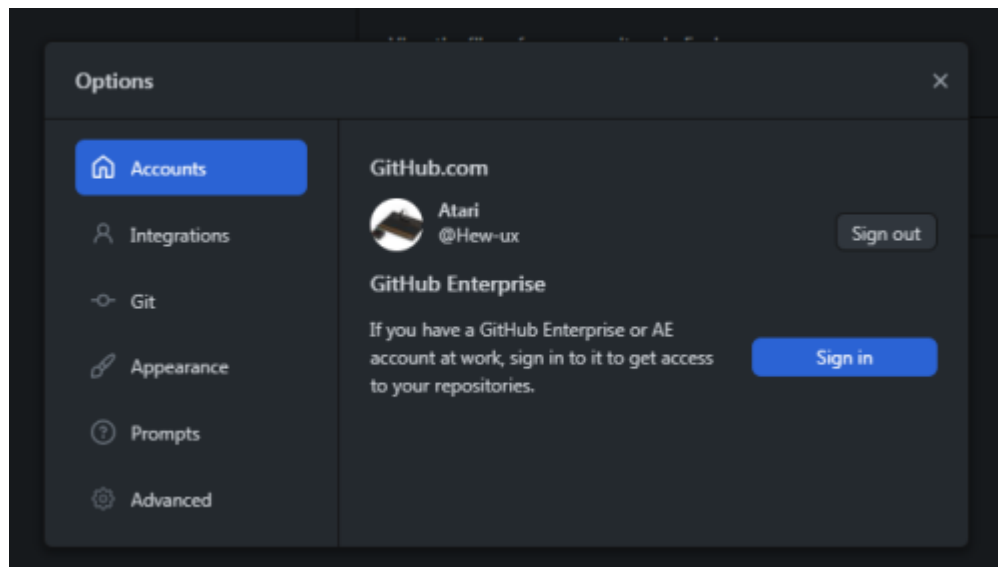 Options
Accounts
Integrations
Git
Appearance
Prompts
Advanced
GitHub.com
Atari
@Hew-ux
Sign out
GitHub Enterprise
If you have a GitHub Enterprise or AE
account at work, sign in to it to get access
to your repositories.
Sign in